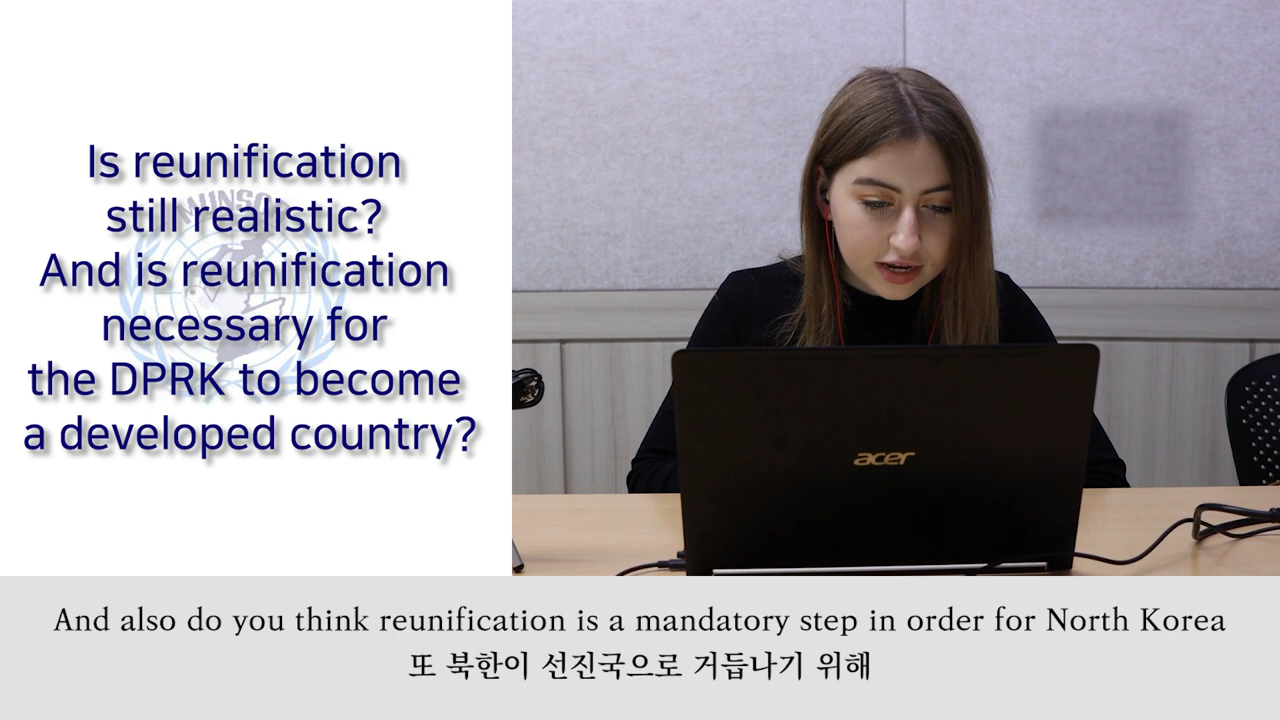 Is reunification
still realistic?
And is reunification
necessary for
the DPRK to become
a developed country?
acer
And also do you think reunification is a mandatory step in order for North Korea
또 북한이 선진국으로 거듭나기 위해